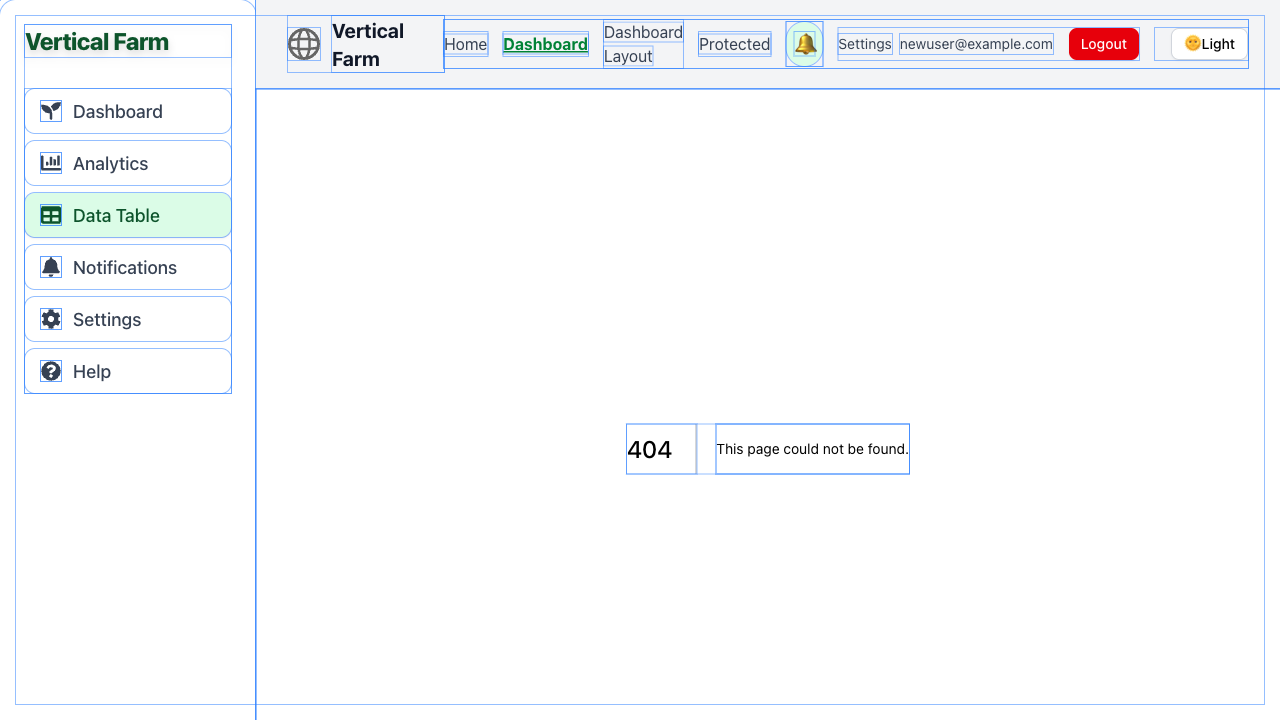 Vertical Farm
Dashboard
Analytics
Data Table
Notifications
Settings
Help
Vertical
Farm
Home
Dashboard
Dashboard
Layout
Protected
Settings
newuser@example.com
Logout
Light
404
This page could not be found.